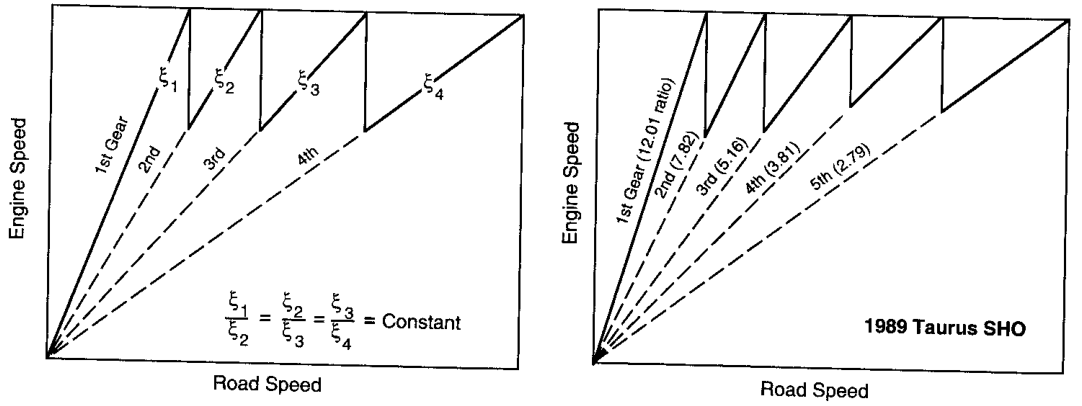 Engine Speed
1st Gear
2nd
3rd
4th
ξ1
ξ2
ξ3
ξ4
ξ1/ξ2 = ξ2/ξ3 = ξ3/ξ4 = Constant
Road Speed
Engine Speed
1st Gear (12.01 ratio)
2nd (7.82)
3rd (5.16)
4th (3.81)
5th (2.79)
1989 Taurus SHO
Road Speed